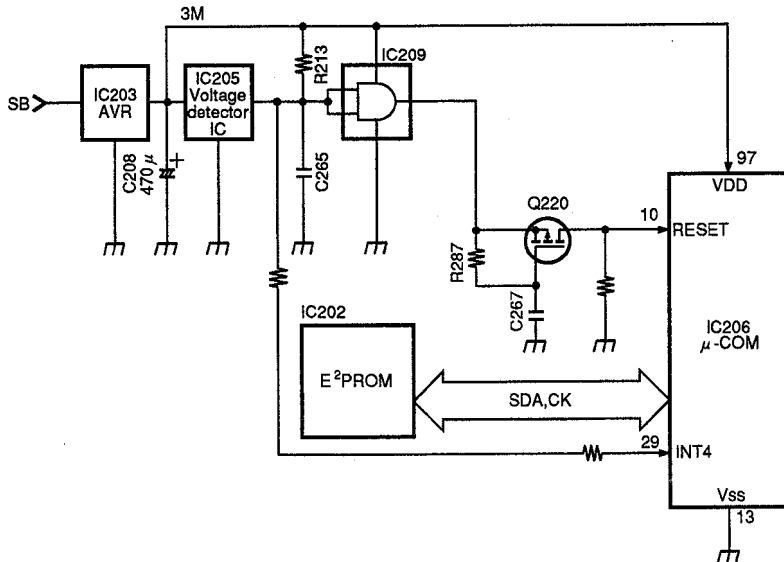 3M
SB
IC203
AVR
IC205
Voltage
detector
IC
R213
IC209
C208
470 μ
+
C265
97
VDD
Q220
10
RESET
R287
C267
IC202
E²PROM
SDA,CK
IC206
μ-COM
29
INT4
Vss
13